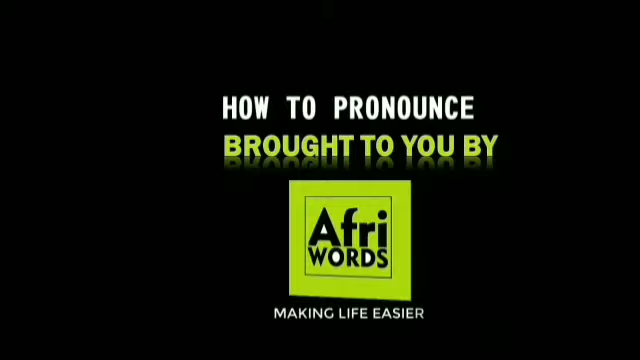 HOW TO PRONOUNCE
BROUGHT TO YOU BY
Afri
WORDS
MAKING LIFE EASIER